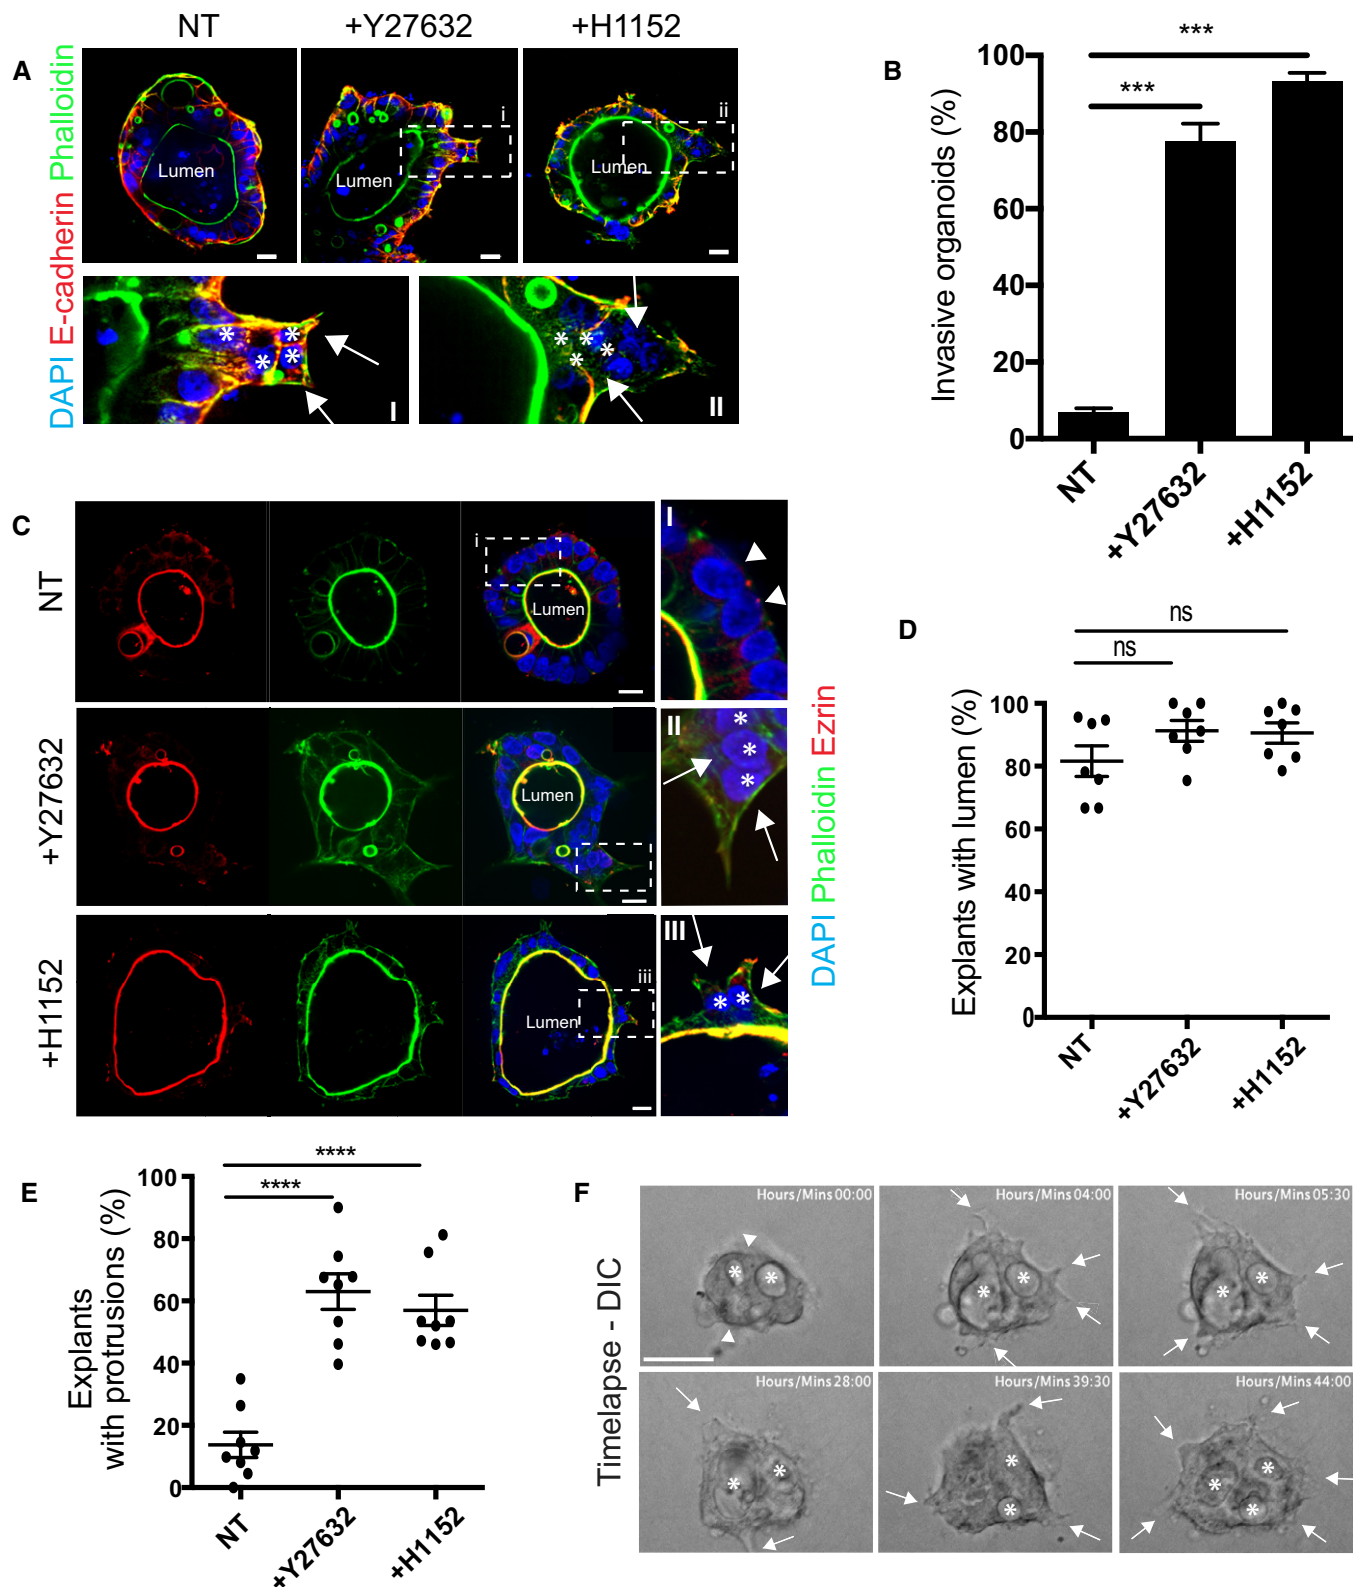 NT
+Y27632
+H1152
A
DAPI E-cadherin Phalloidin
Lumen
i
Lumen
ii
Lumen
*
*
*
*
I
*
*
*
*
II
B
Invasive organoids (%)
100
80
60
40
20
0
***
***
NT
+Y27632
+H1152
C
NT
i
Lumen
I
+Y27632
Lumen
II
*
*
*
+H1152
iii
Lumen
III
*
*
DAPI Phalloidin Ezrin
D
ns
ns
Explants with lumen (%)
100
80
60
40
20
0
NT
+Y27632
+H1152
E
****
****
Explants
with protrusions (%)
100
80
60
40
20
0
NT
+Y27632
+H1152
F
Timelapse - DIC
Hours/Mins 00:00
*
*
Hours/Mins 04:00
*
*
Hours/Mins 05:30
*
*
Hours/Mins 28:00
*
*
Hours/Mins 39:30
*
*
Hours/Mins 44:00
*
*
*